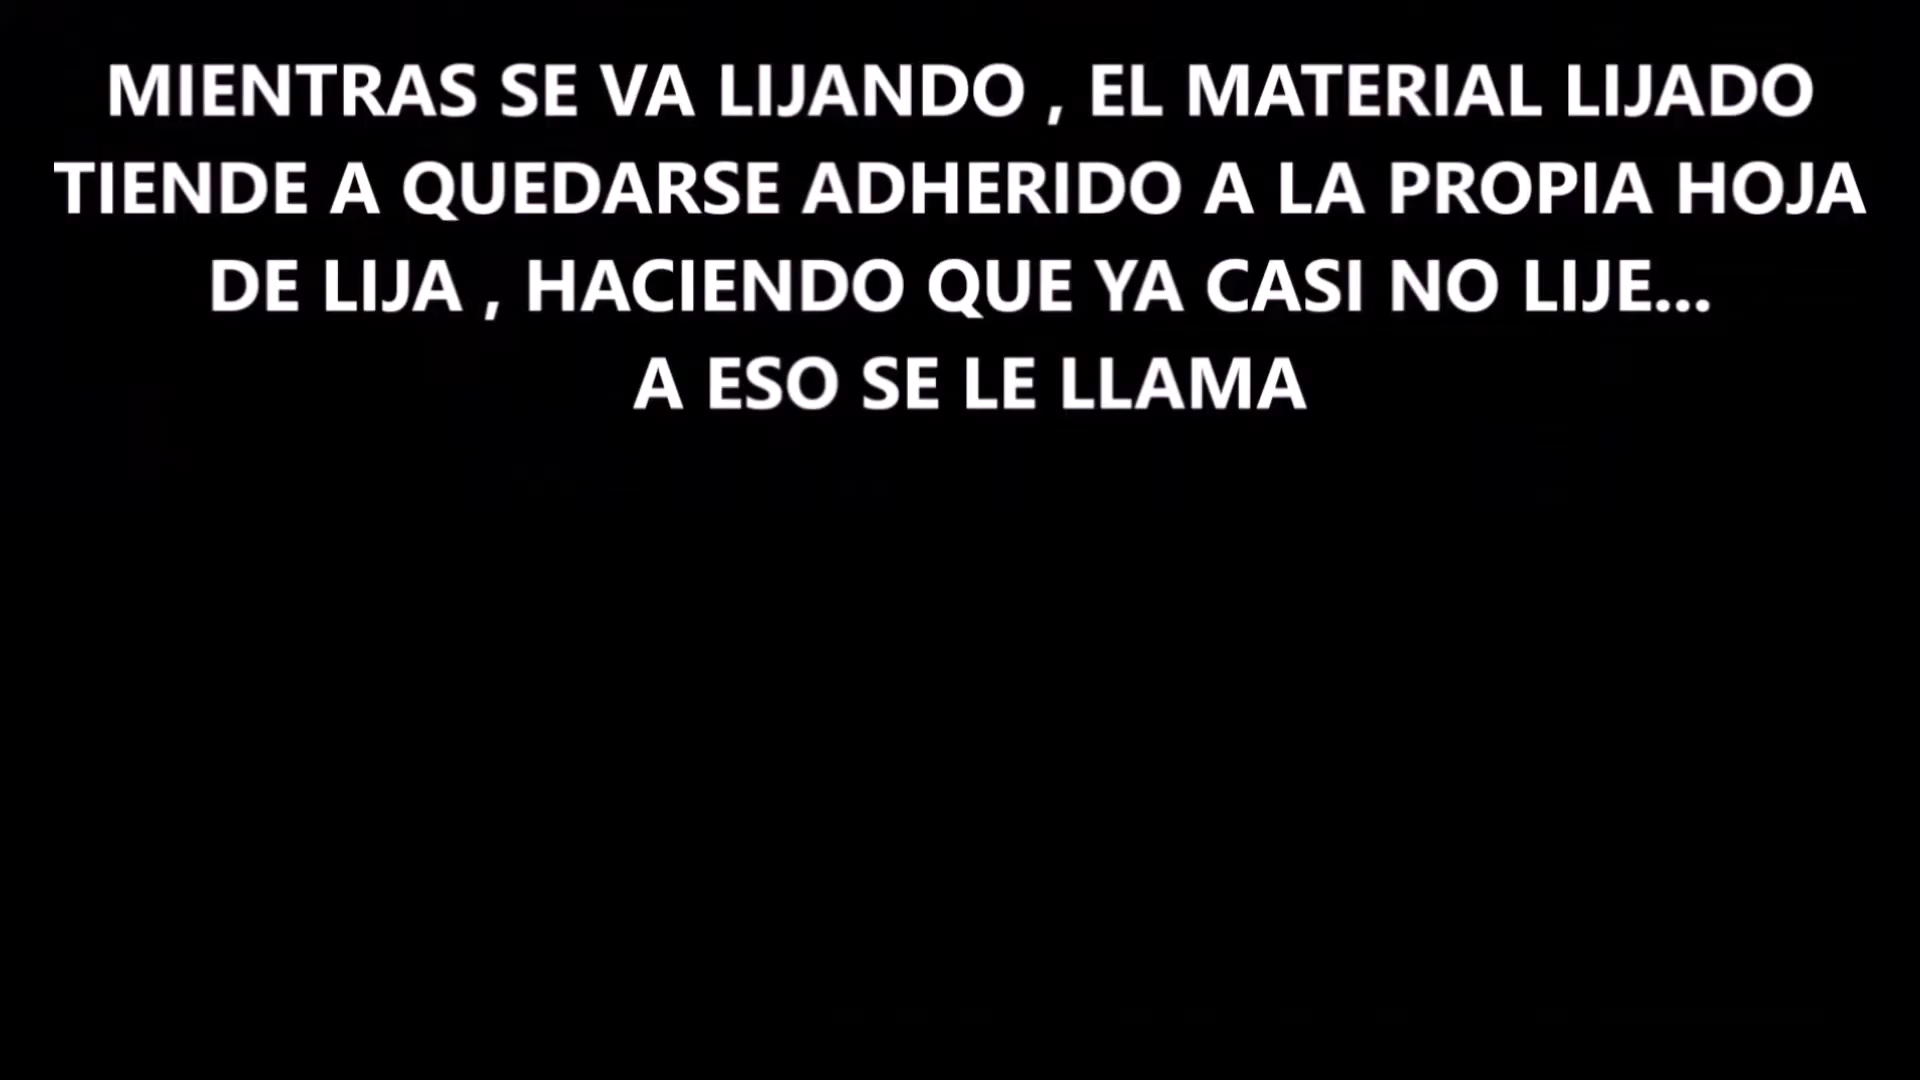 MIENTRAS SE VA LIJANDO , EL MATERIAL LIJADO
TIENDE A QUEDARSE ADHERIDO A LA PROPIA HOJA
DE LIJA , HACIENDO QUE YA CASI NO LIJE...
A ESO SE LE LLAMA